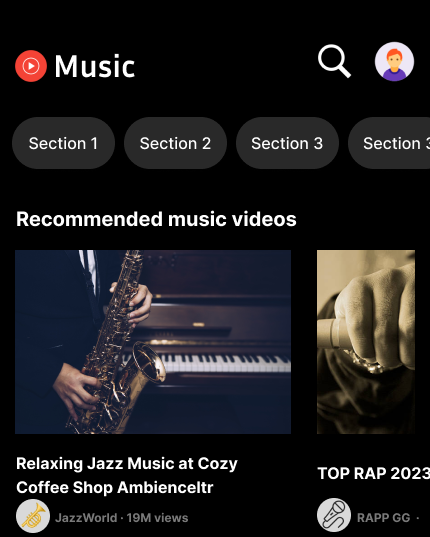 Music
Section 1
Section 2
Section 3
Section 3
Recommended music videos
Relaxing Jazz Music at Cozy
Coffee Shop Ambienceltr
JazzWorld · 19M views
TOP RAP 2023
RAPP GG ·